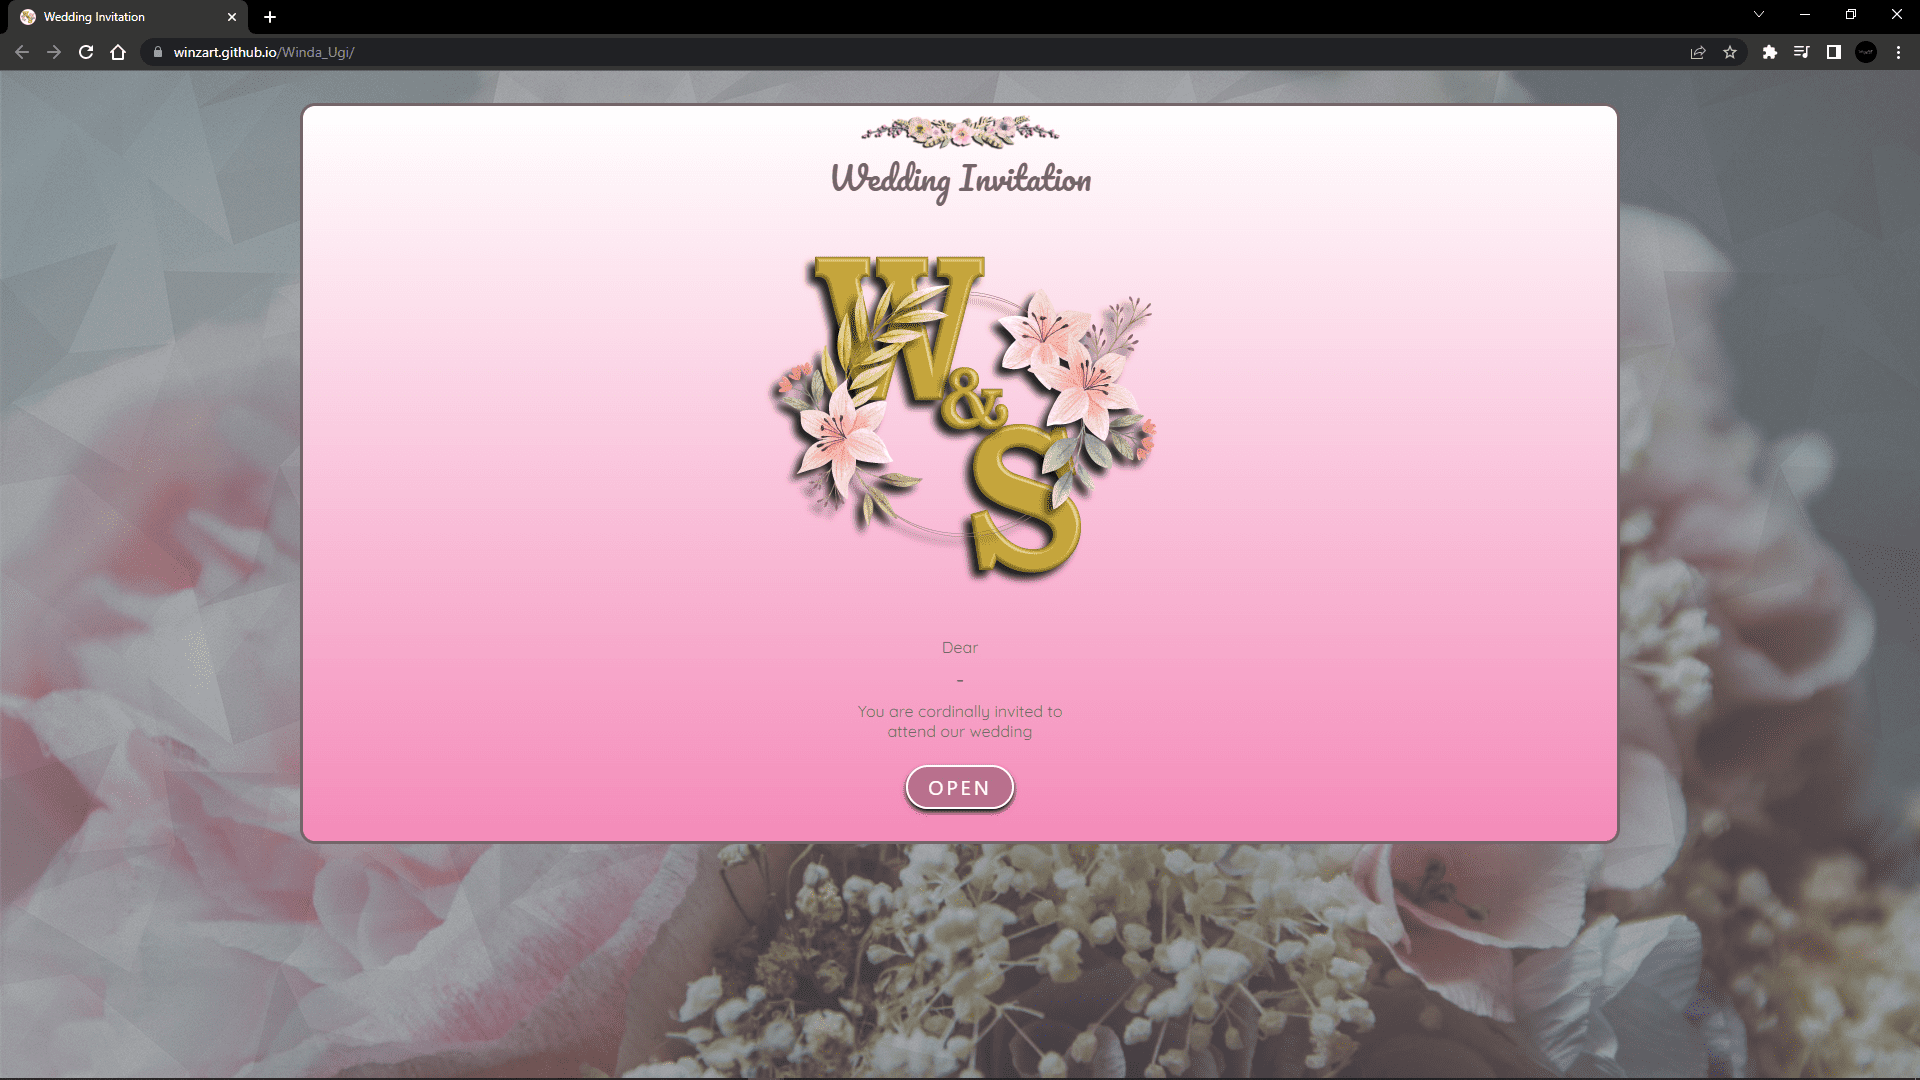 Wedding Invitation
winzart.github.io/Winda_Ugi/
Wedding Invitation
W
&
S
Dear
-
You are cordinally invited to
attend our wedding
OPEN